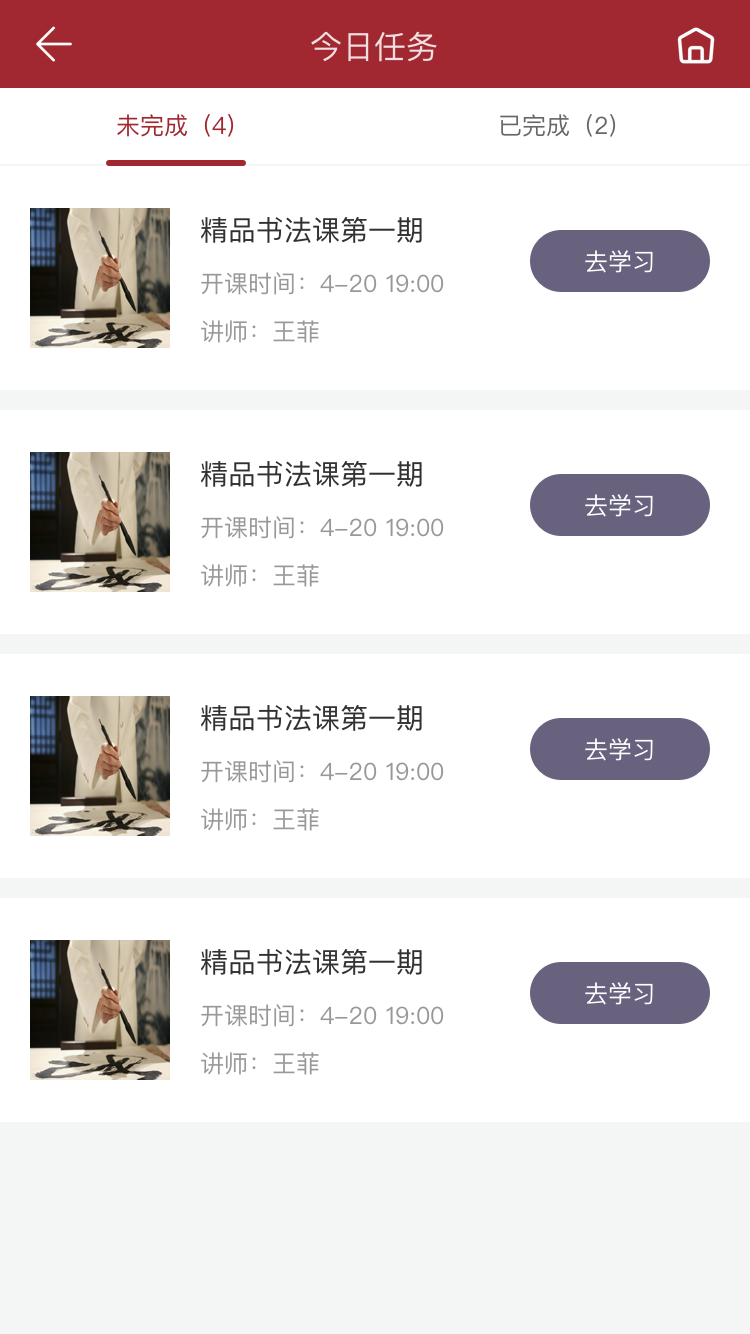 今日任务
未完成（4）
已完成（2）
精品书法课第一期
开课时间：4–20 19:00
讲师：王菲
去学习
精品书法课第一期
开课时间：4–20 19:00
讲师：王菲
去学习
精品书法课第一期
开课时间：4–20 19:00
讲师：王菲
去学习
精品书法课第一期
开课时间：4–20 19:00
讲师：王菲
去学习